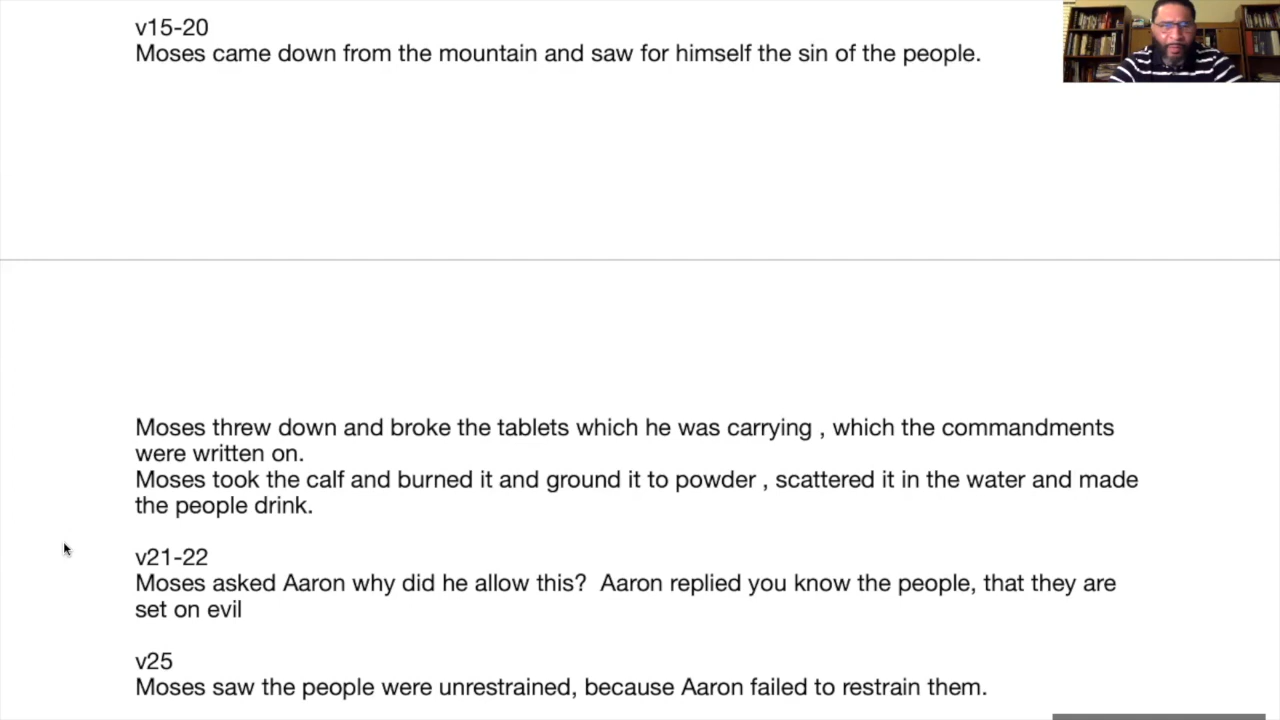 v15-20
Moses came down from the mountain and saw for himself the sin of the people.
Moses threw down and broke the tablets which he was carrying , which the commandments
were written on.
Moses took the calf and burned it and ground it to powder , scattered it in the water and made
the people drink.
v21-22
Moses asked Aaron why did he allow this?  Aaron replied you know the people, that they are
set on evil
v25
Moses saw the people were unrestrained, because Aaron failed to restrain them.